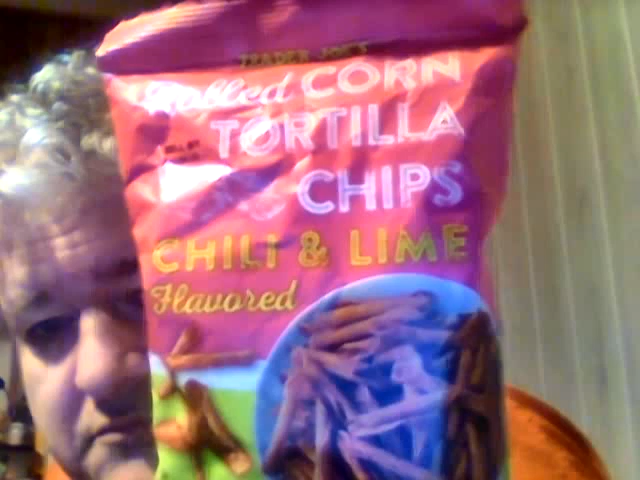 TRADER JOE'S
Rolled CORN
TORTILLA
CHIPS
CHILI & LIME
Flavored